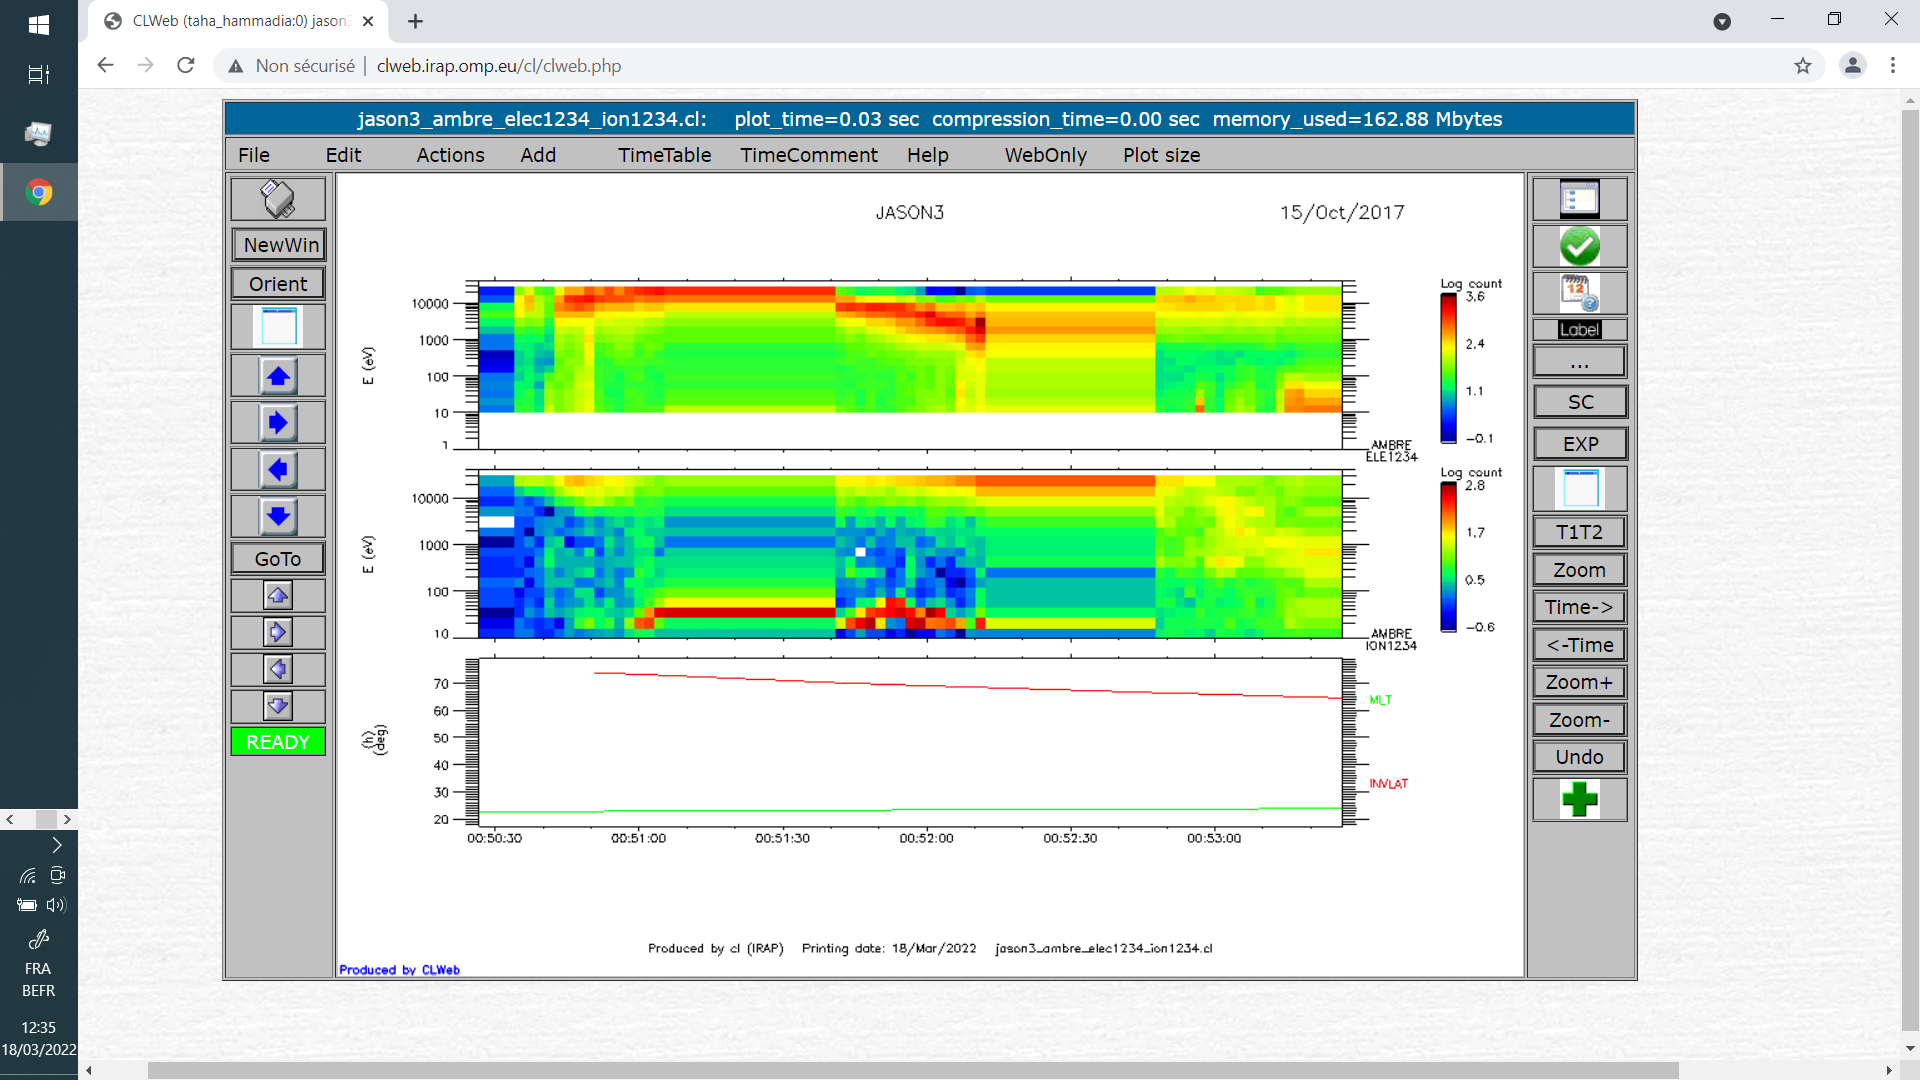 CLWeb (taha_hammadia:0) jason
Non sécurisé | clweb.irap.omp.eu/cl/clweb.php
jason3_ambre_elec1234_ion1234.cl: plot_time=0.03 sec compression_time=0.00 sec memory_used=162.88 Mbytes
File Edit Actions Add TimeTable TimeComment Help WebOnly Plot size
NewWin
Orient
GoTo
READY
JASON3 15/Oct/2017
10000
1000
100
10
1
E (eV)
Log count
3.6
2.4
1.1
-0.1
AMBRE
ELE1234
10000
1000
100
10
E (eV)
Log count
2.8
1.7
0.5
-0.6
AMBRE
ION1234
70
60
50
40
30
20
(h)
(deg)
MLT
INVLAT
00:50:30 00:51:00 00:51:30 00:52:00 00:52:30 00:53:00
Produced by cl (IRAP) Printing date: 18/Mar/2022 jason3_ambre_elec1234_ion1234.cl
Produced by CLWeb
12
Label
...
SC
EXP
T1T2
Zoom
Time->
<-Time
Zoom+
Zoom-
Undo
FRA
BEFR
12:35
18/03/2022